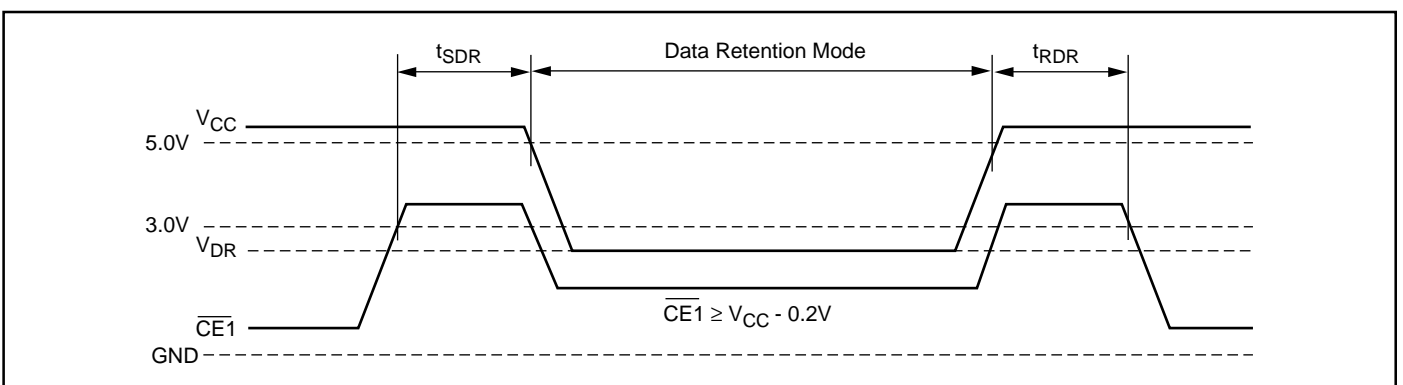 tSDR
Data Retention Mode
tRDR
VCC
5.0V
3.0V
VDR
CE1 ≥ VCC - 0.2V
CE1
GND